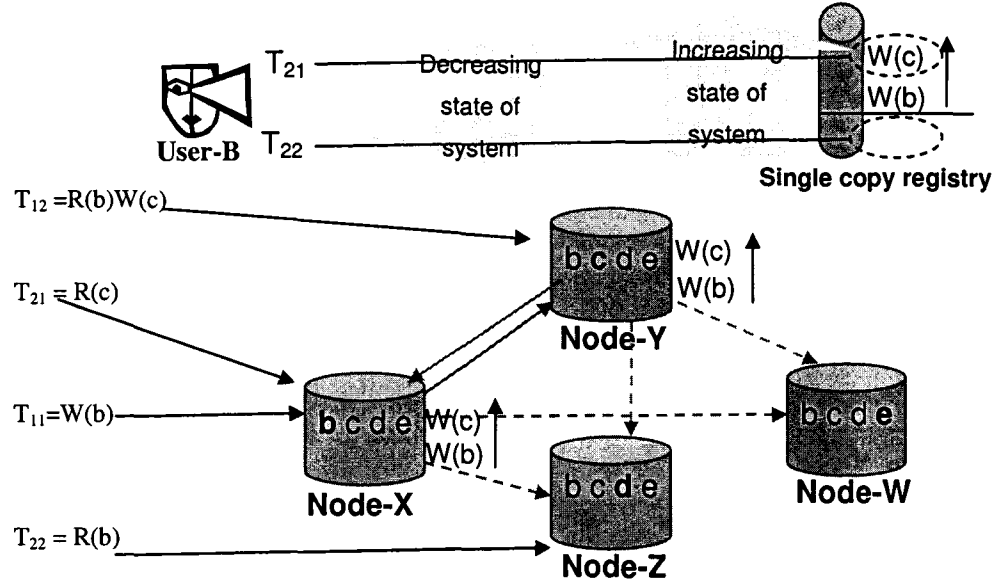 T21 Decreasing Increasing W(c)
state of state of W(b)
User-B T22 system system
Single copy registry
T12 =R(b)W(c)
b c d e W(c)
T21 = R(c) W(b)
Node-Y
T11=W(b) b c d e W(c) b c d e
W(b)
Node-X b c d e Node-W
T22 = R(b)
Node-Z